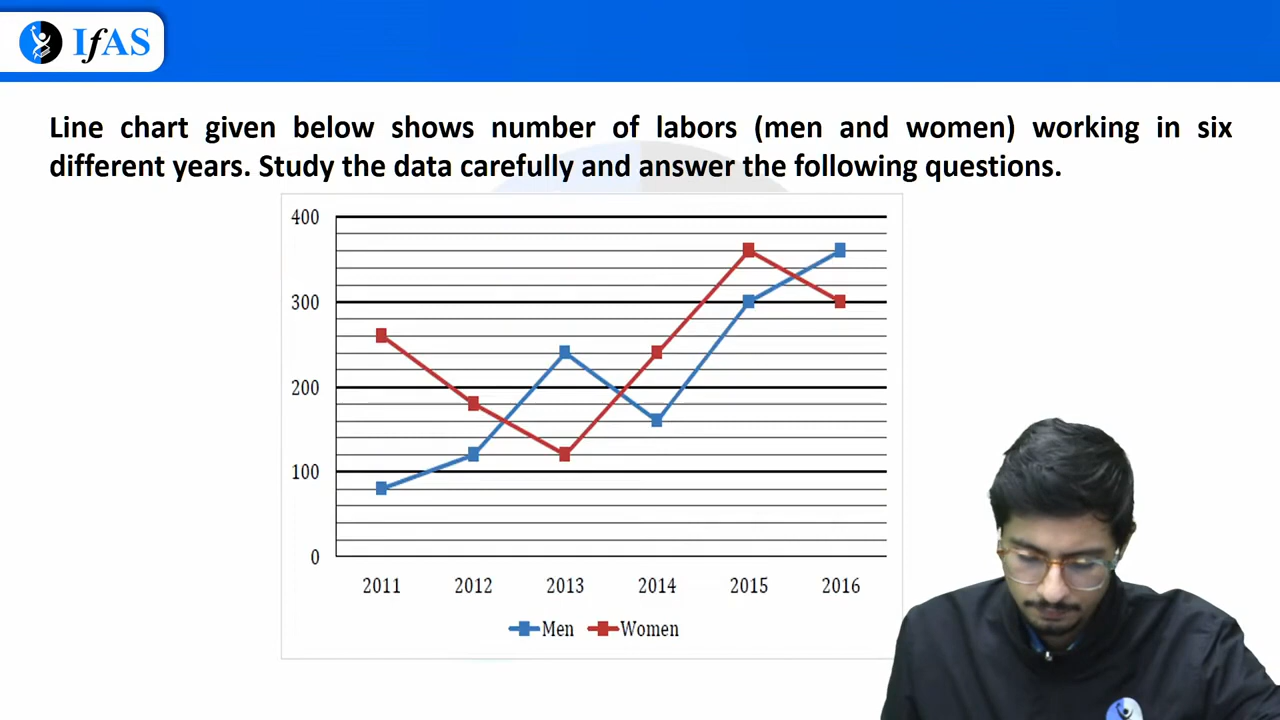 IfAS
Line chart given below shows number of labors (men and women) working in six
different years. Study the data carefully and answer the following questions.
400
300
200
100
0
2011 2012 2013 2014 2015 2016
Men Women